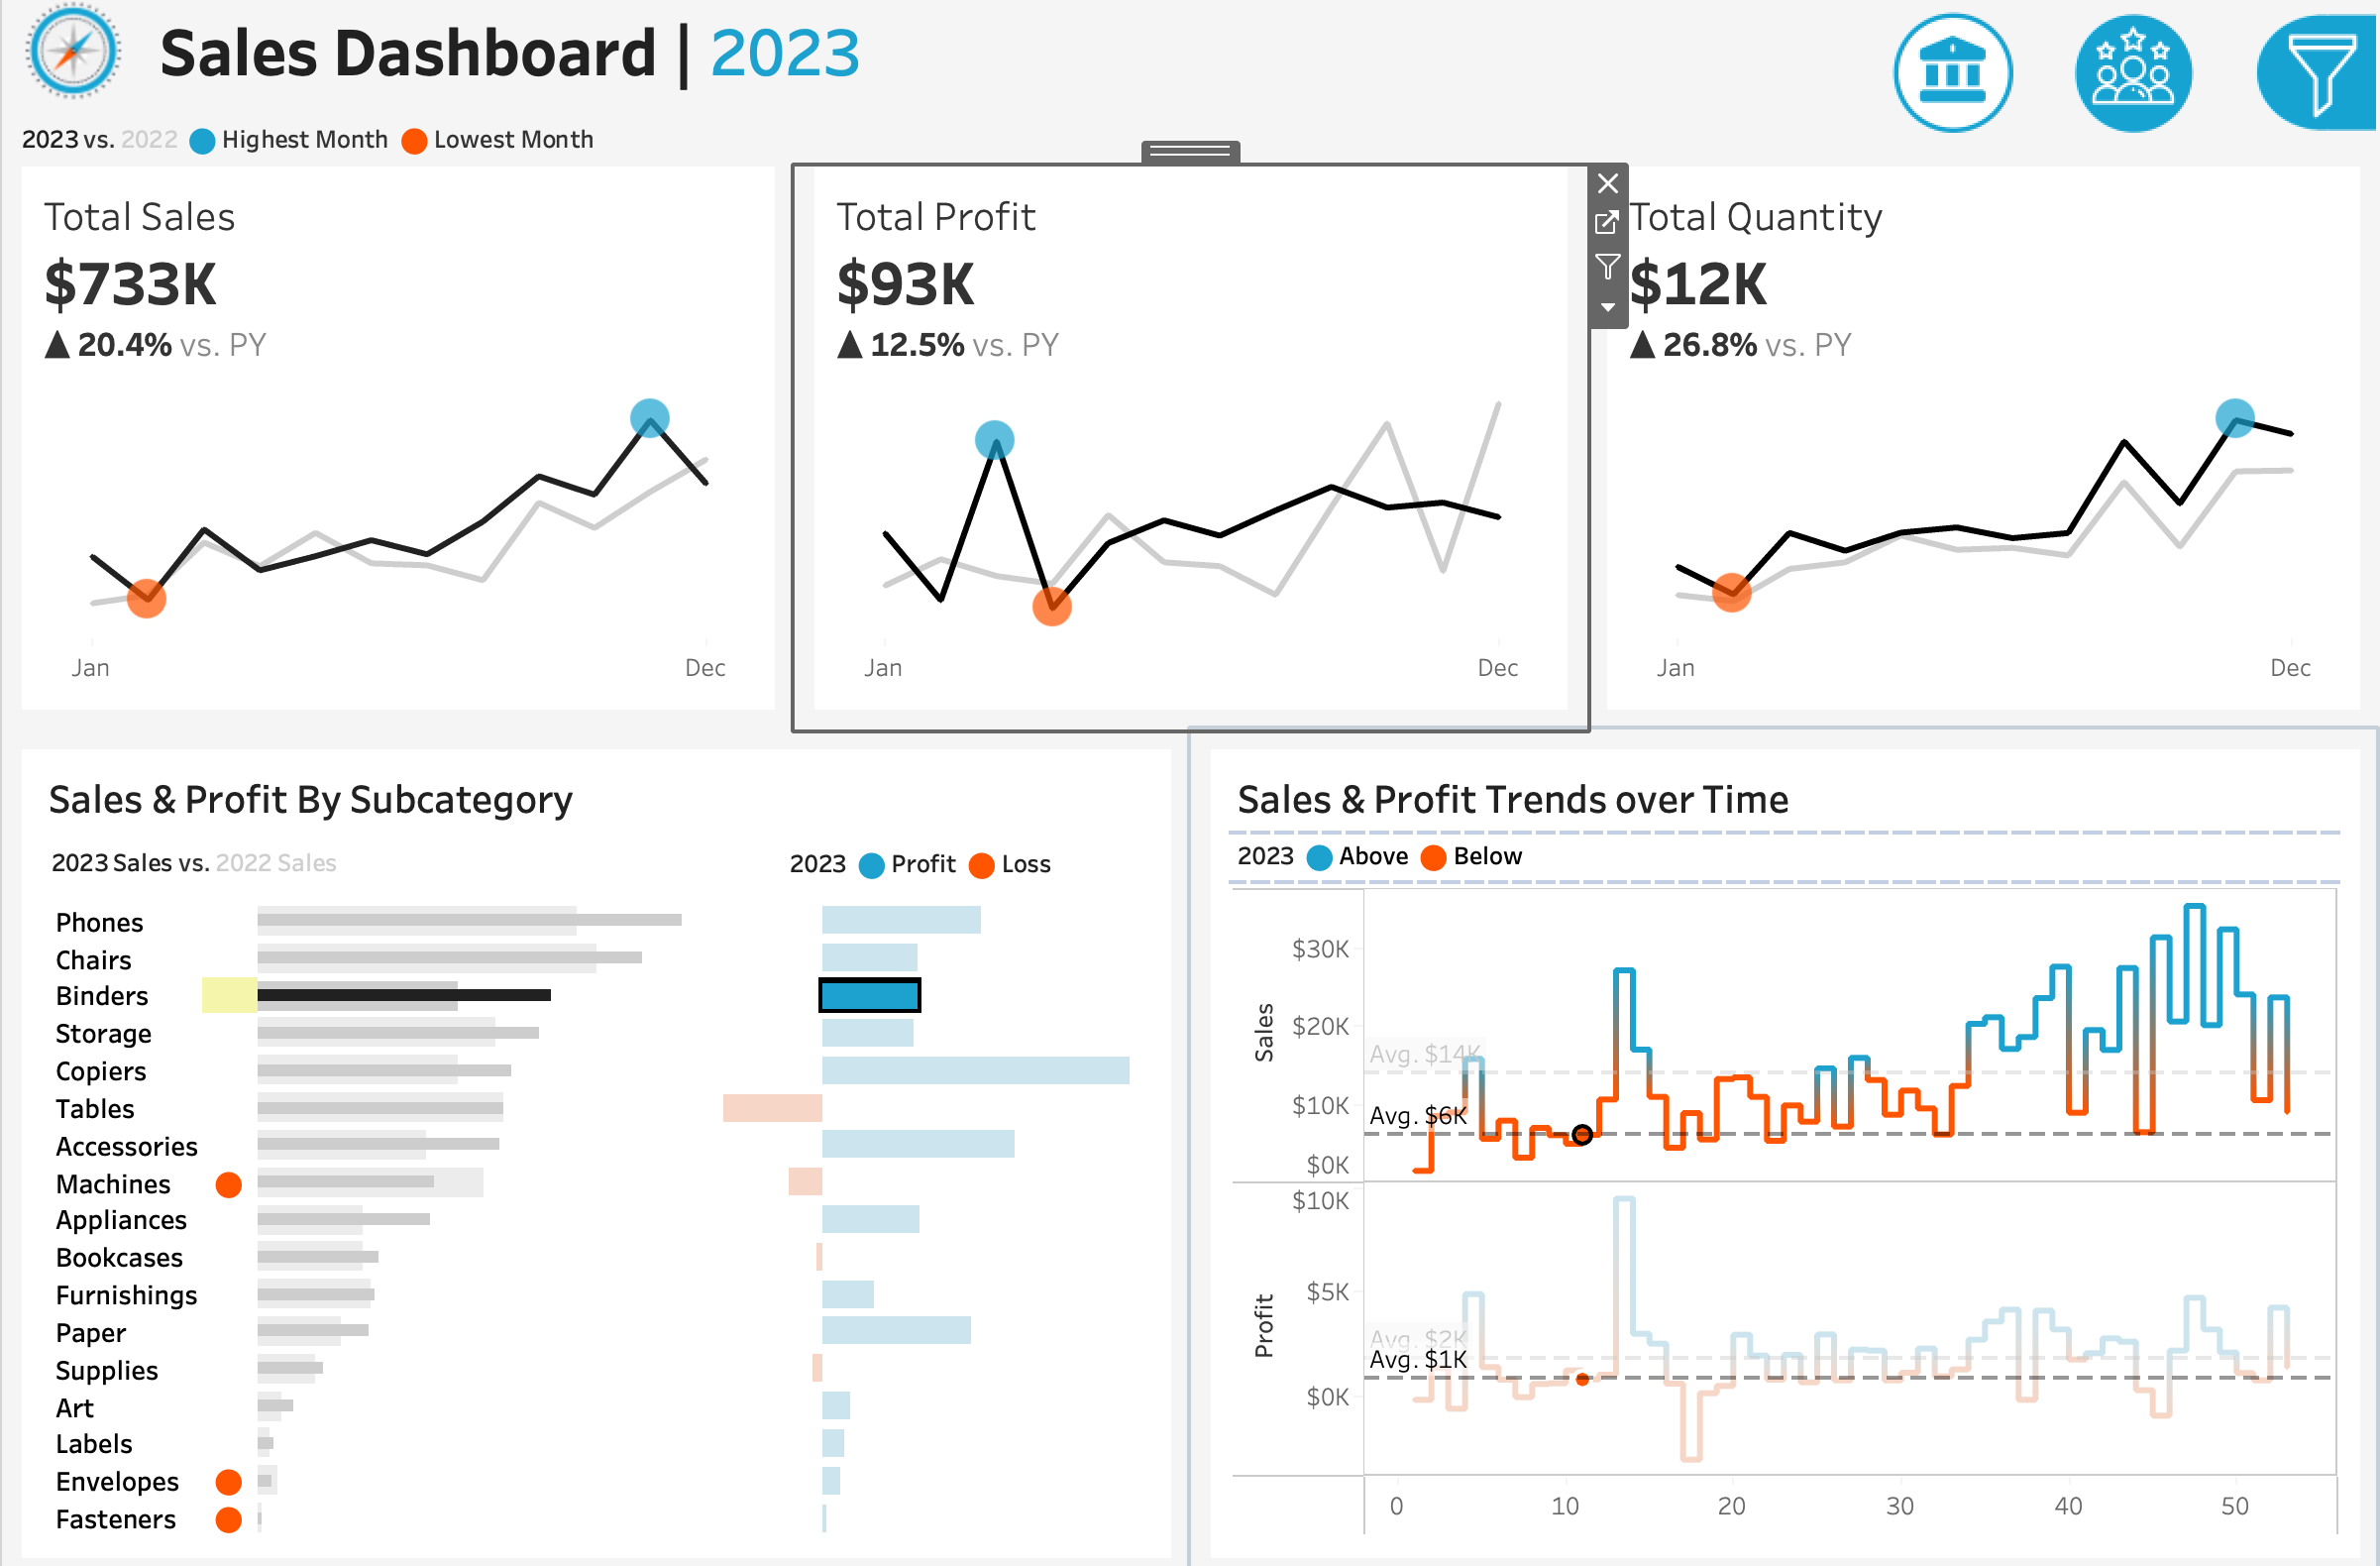 Sales Dashboard | 2023
2023 vs. 2022 Highest Month Lowest Month
Total Sales
$733K
▲ 20.4% vs. PY
Jan Dec
Total Profit
$93K
▲ 12.5% vs. PY
Jan Dec
Total Quantity
$12K
▲ 26.8% vs. PY
Jan Dec
Sales & Profit By Subcategory
2023 Sales vs. 2022 Sales
2023 Profit Loss
Phones
Chairs
Binders
Storage
Copiers
Tables
Accessories
Machines
Appliances
Bookcases
Furnishings
Paper
Supplies
Art
Labels
Envelopes
Fasteners
Sales & Profit Trends over Time
2023 Above Below
Sales
$30K
$20K
Avg. $14K
$10K
Avg. $6K
$0K
Profit
$10K
$5K
Avg. $2K
Avg. $1K
$0K
0 10 20 30 40 50